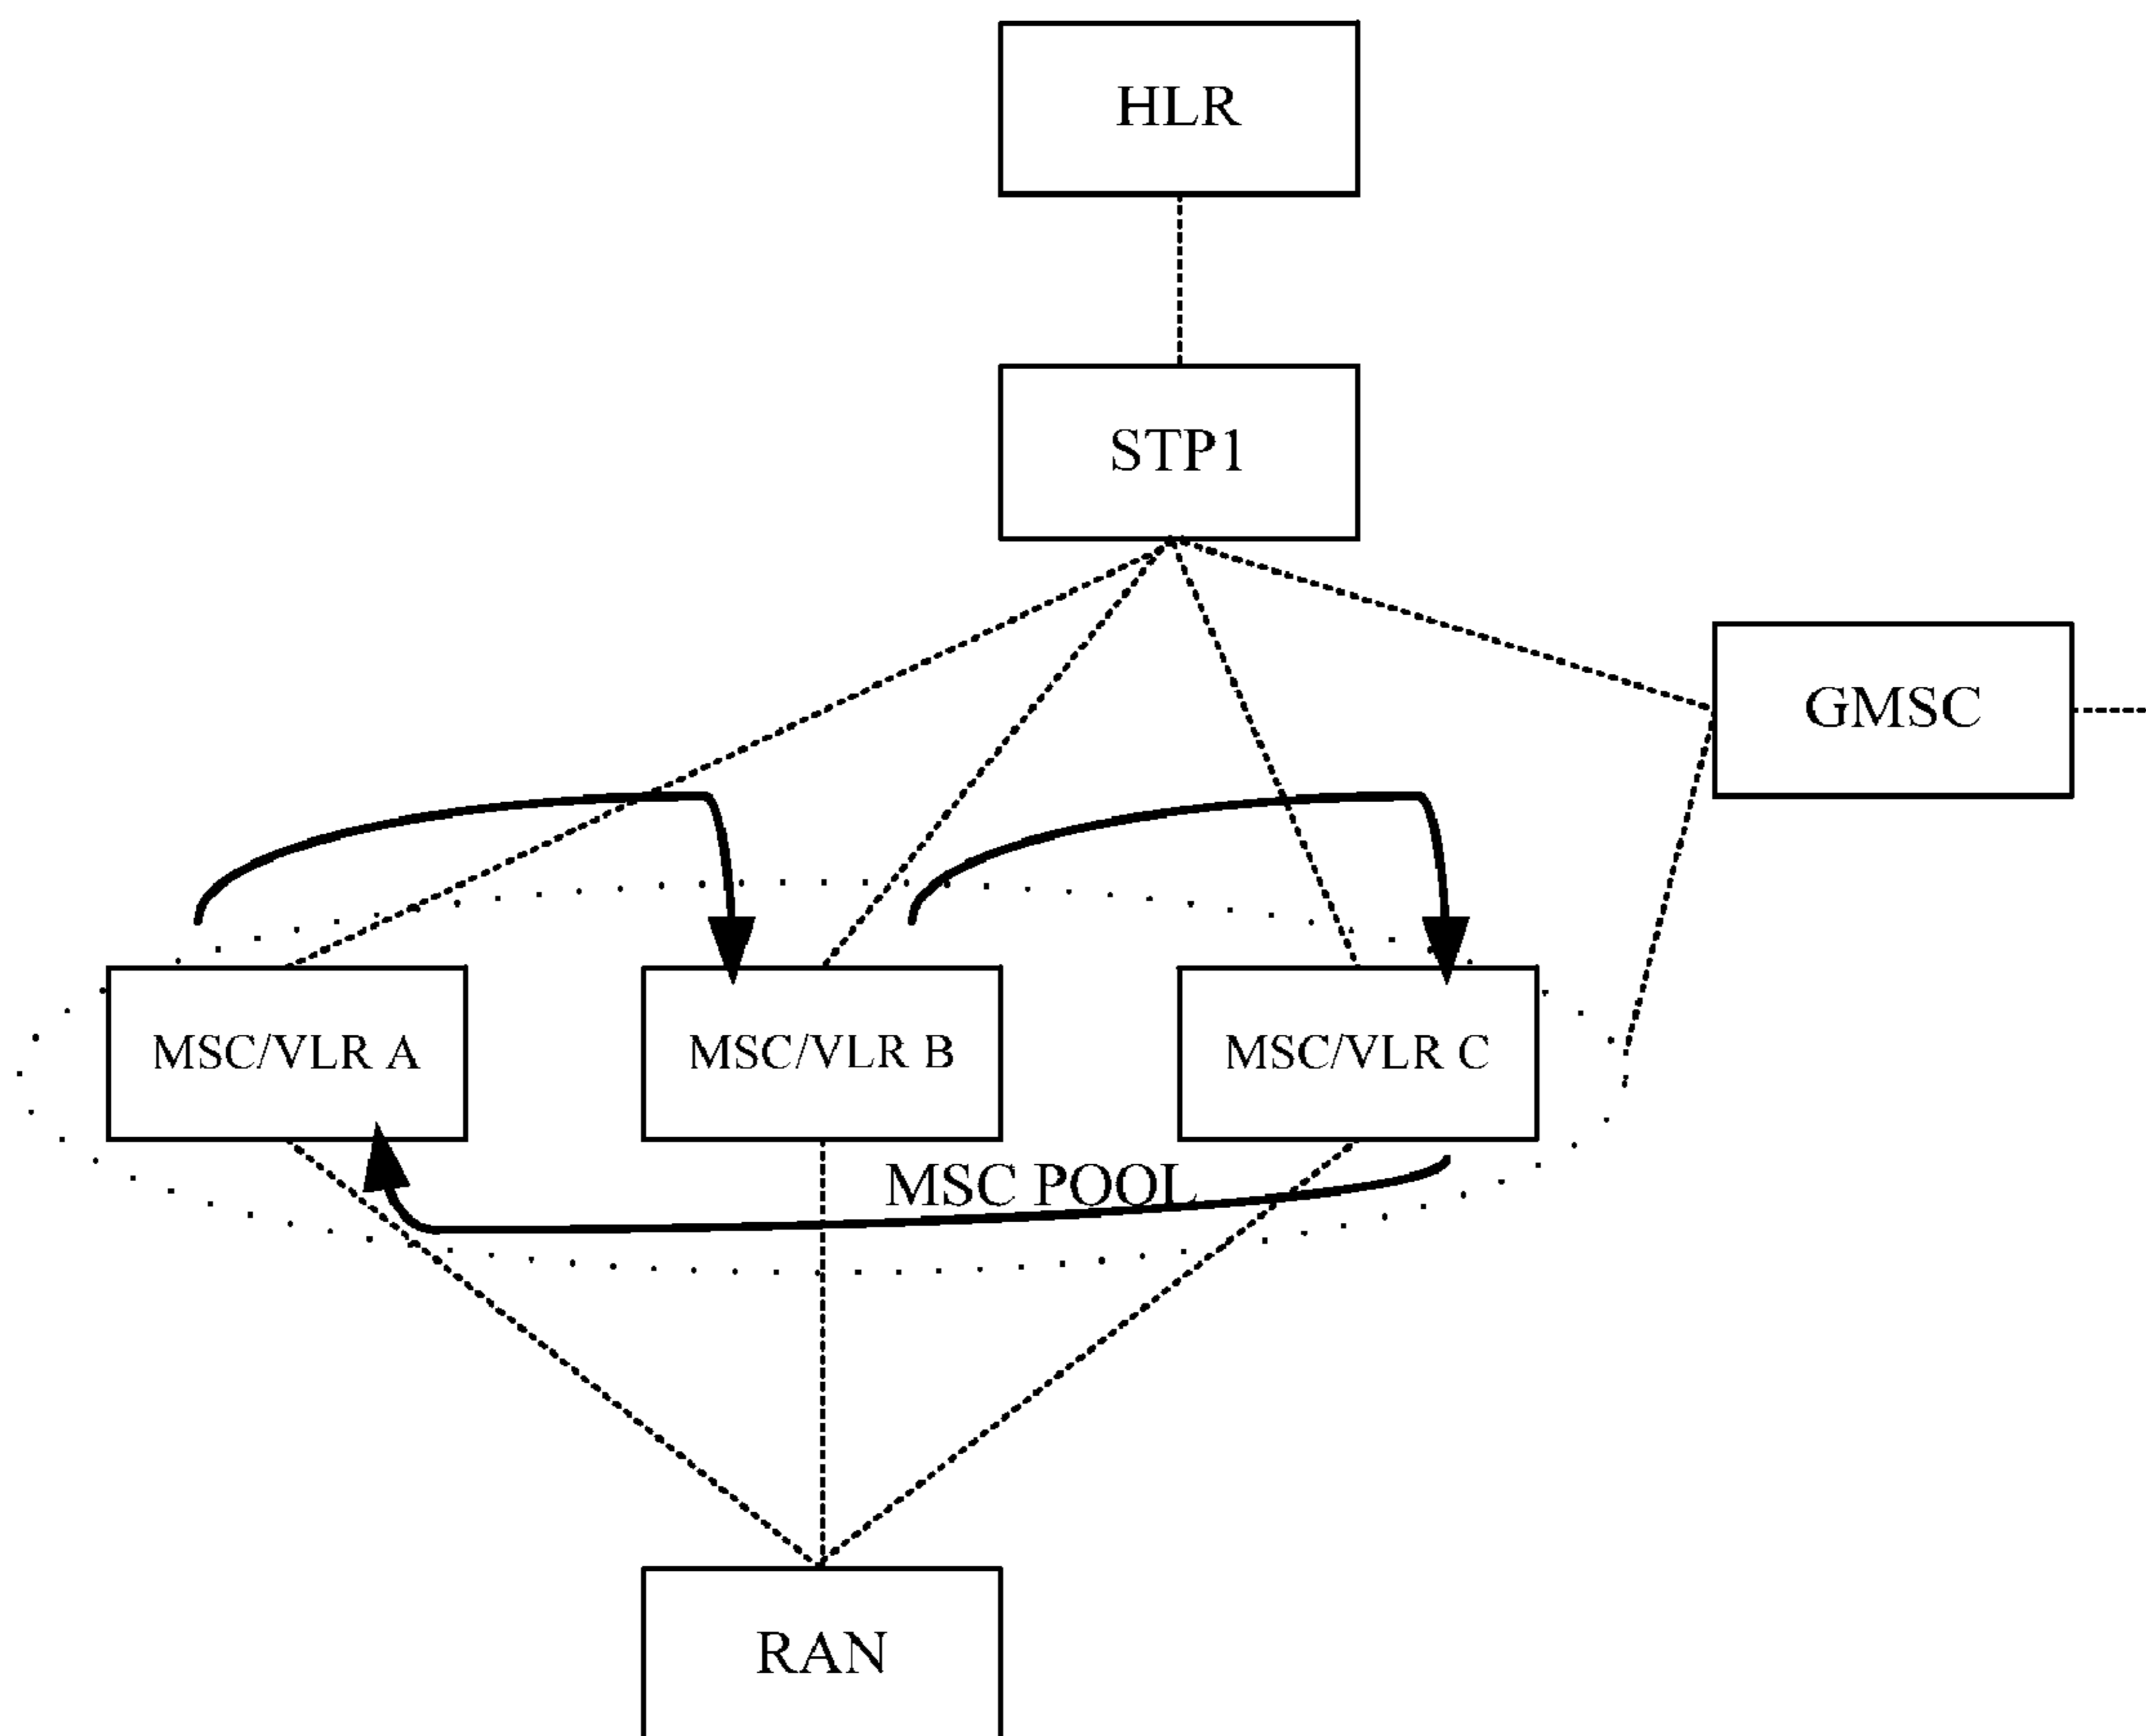 HLR
STP1
GMSC
MSC/VLR A
MSC/VLR B
MSC/VLR C
MSC POOL
RAN